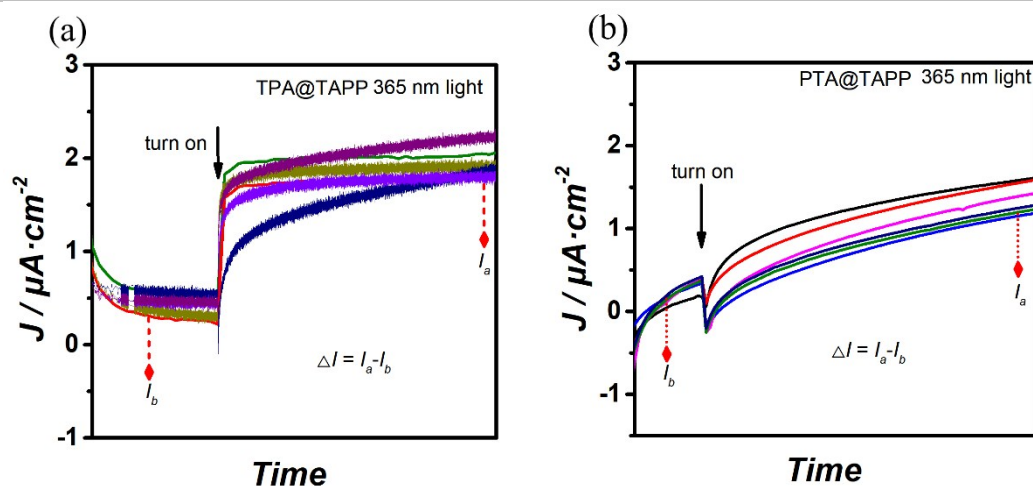 (a)
3
TPA@TAPP 365 nm light
turn on
2
1
0
-1
J / μA·cm-2
Ia
Ib
△I = Ia-Ib
Time
(b)
3
PTA@TAPP 365 nm light
turn on
2
1
0
-1
J / μA·cm-2
Ia
Ib
△I = Ia-Ib
Time